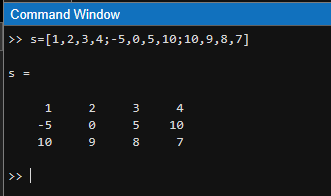 Command Window
>> s=[1,2,3,4;-5,0,5,10;10,9,8,7]
s =
1 2 3 4
-5 0 5 10
10 9 8 7
>>